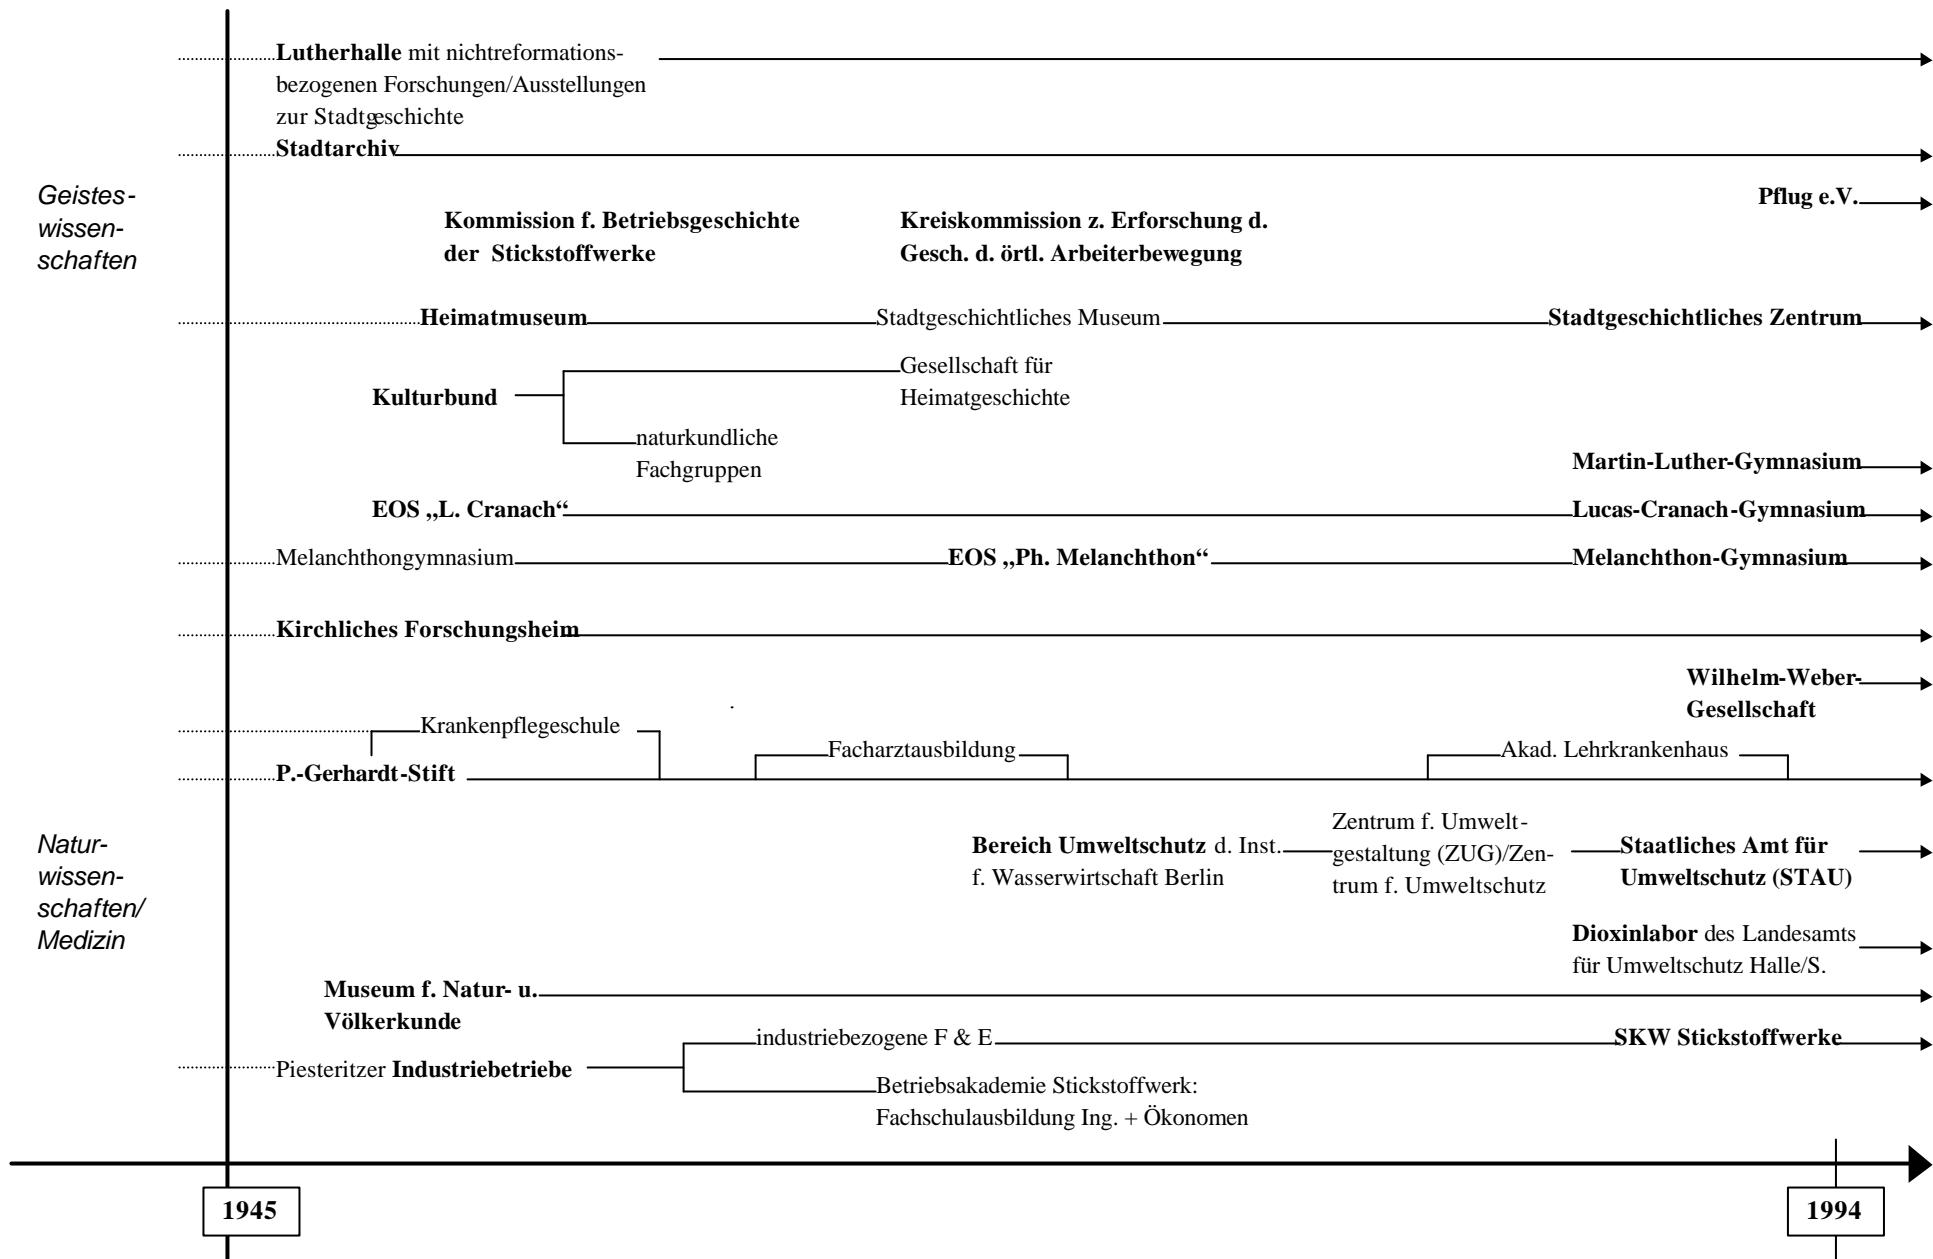 Lutherhalle mit nichtreformations-
bezogenen Forschungen/Ausstellungen
zur Stadtgeschichte
Stadtarchiv
Geistes-
wissen-
schaften
Pflug e.V.
Kommission f. Betriebsgeschichte
der Stickstoffwerke
Kreiskommission z. Erforschung d.
Gesch. d. örtl. Arbeiterbewegung
Heimatmuseum
Stadtgeschichtliches Museum
Stadtgeschichtliches Zentrum
Kulturbund
Gesellschaft für
Heimatgeschichte
naturkundliche
Fachgruppen
Martin-Luther-Gymnasium
EOS „L. Cranach“
Lucas-Cranach-Gymnasium
Melanchthongymnasium
EOS „Ph. Melanchthon“
Melanchthon-Gymnasium
Kirchliches Forschungsheim
Wilhelm-Weber-
Gesellschaft
Krankenpflegeschule
Facharztausbildung
Akad. Lehrkrankenhaus
P.-Gerhardt-Stift
Natur-
wissen-
schaften/
Medizin
Bereich Umweltschutz d. Inst.
f. Wasserwirtschaft Berlin
Zentrum f. Umwelt-
gestaltung (ZUG)/Zen-
trum f. Umweltschutz
Staatliches Amt für
Umweltschutz (STAU)
Dioxinlabor des Landesamts
für Umweltschutz Halle/S.
Museum f. Natur- u.
Völkerkunde
industriebezogene F & E
SKW Stickstoffwerke
Piesteritzer Industriebetriebe
Betriebsakademie Stickstoffwerk:
Fachschulausbildung Ing. + Ökonomen
1945
1994